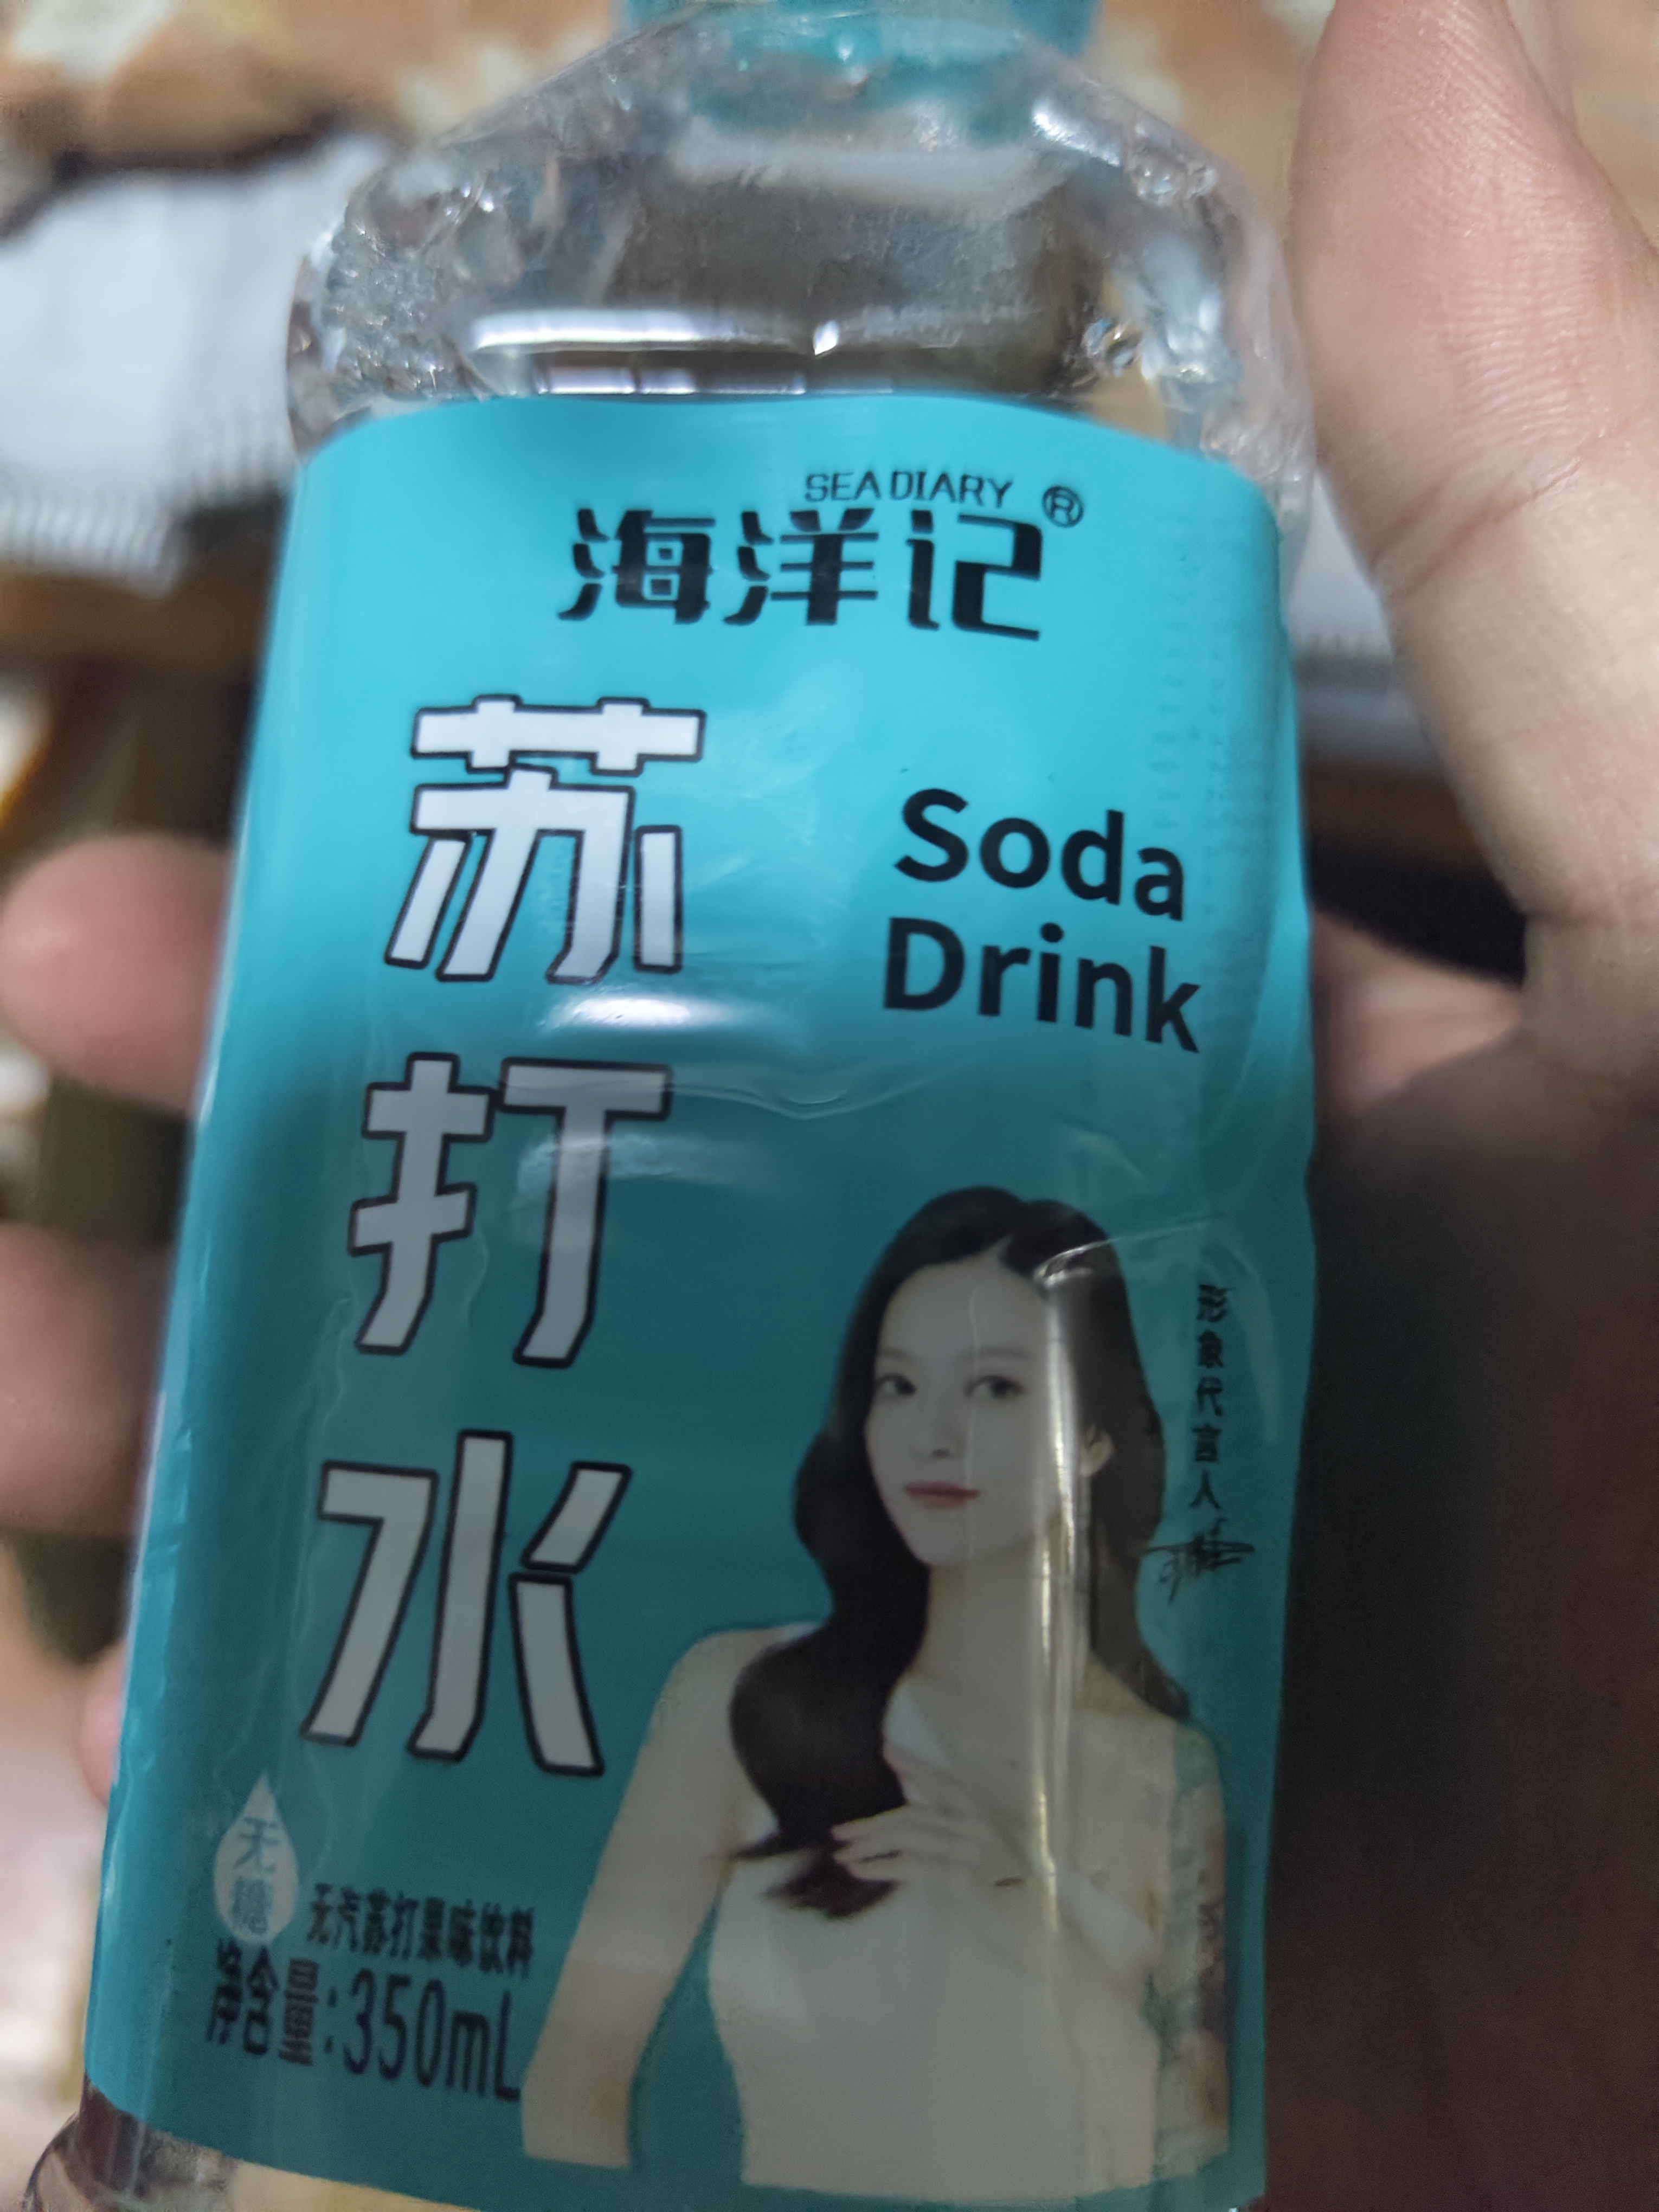 SEA DIARY ®
海洋记
苏打水
Soda
Drink
形象代言人
无糖
无汽苏打果味饮料
净含量:350mL